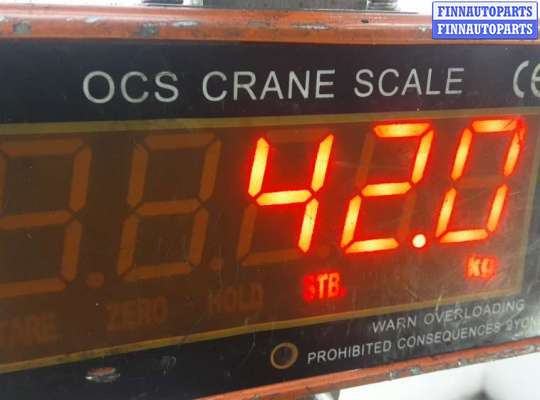 FINNAUTOPARTS
FINNAUTOPARTS
OCS CRANE SCALE CE
42.0
TARE ZERO HOLD STB. kg
WARN OVERLOADING
PROHIBITED CONSEQUENCES